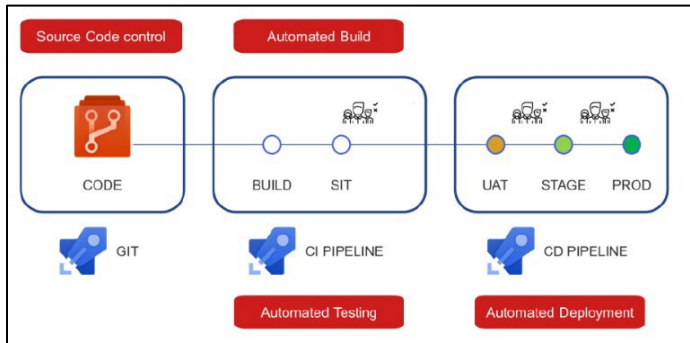 Source Code control
Automated Build
CODE
BUILD
SIT
UAT
STAGE
PROD
GIT
CI PIPELINE
CD PIPELINE
Automated Testing
Automated Deployment